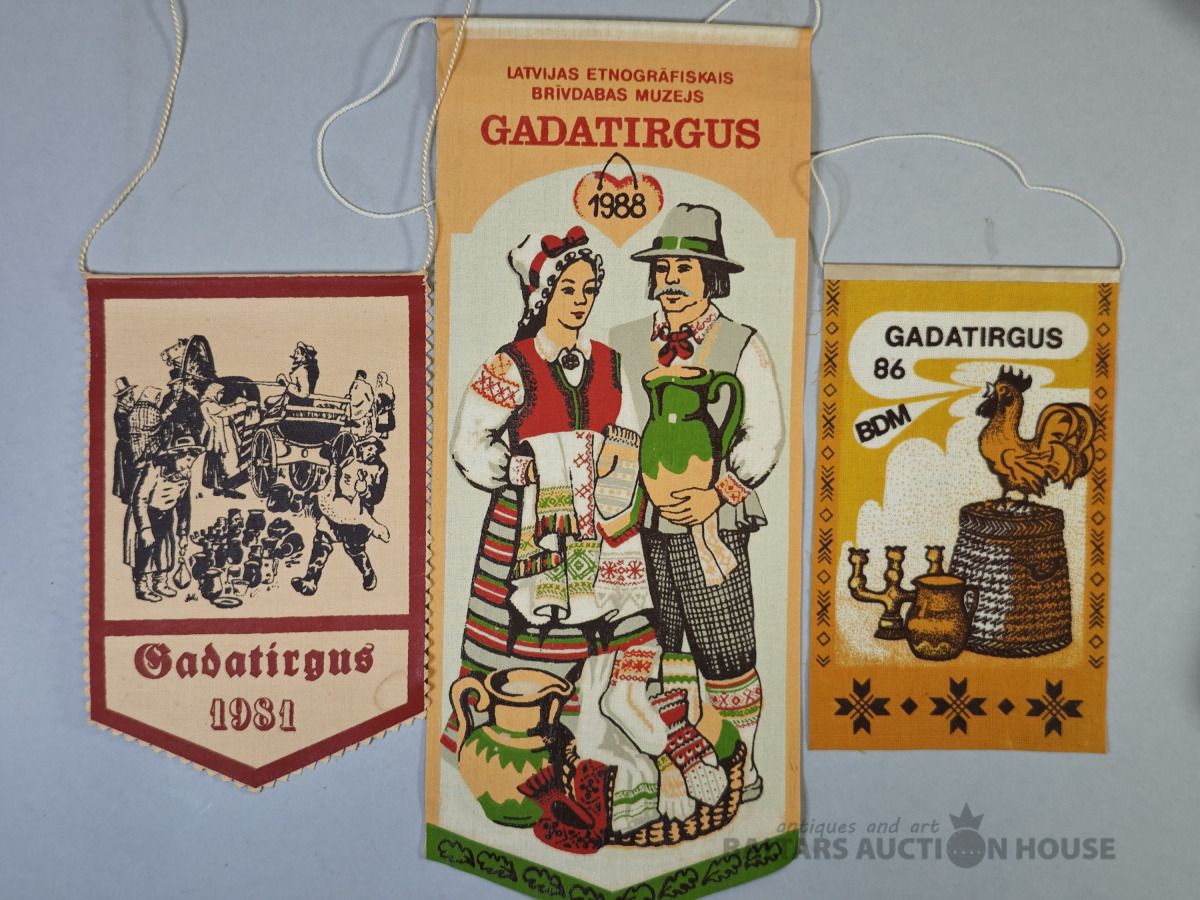 Gadatirgus
1981
LATVIJAS ETNOGRĀFISKAIS
BRĪVDABAS MUZEJS
GADATIRGUS
1988
GADATIRGUS
86
BDM
antiques and art
BALTARS AUCTION HOUSE